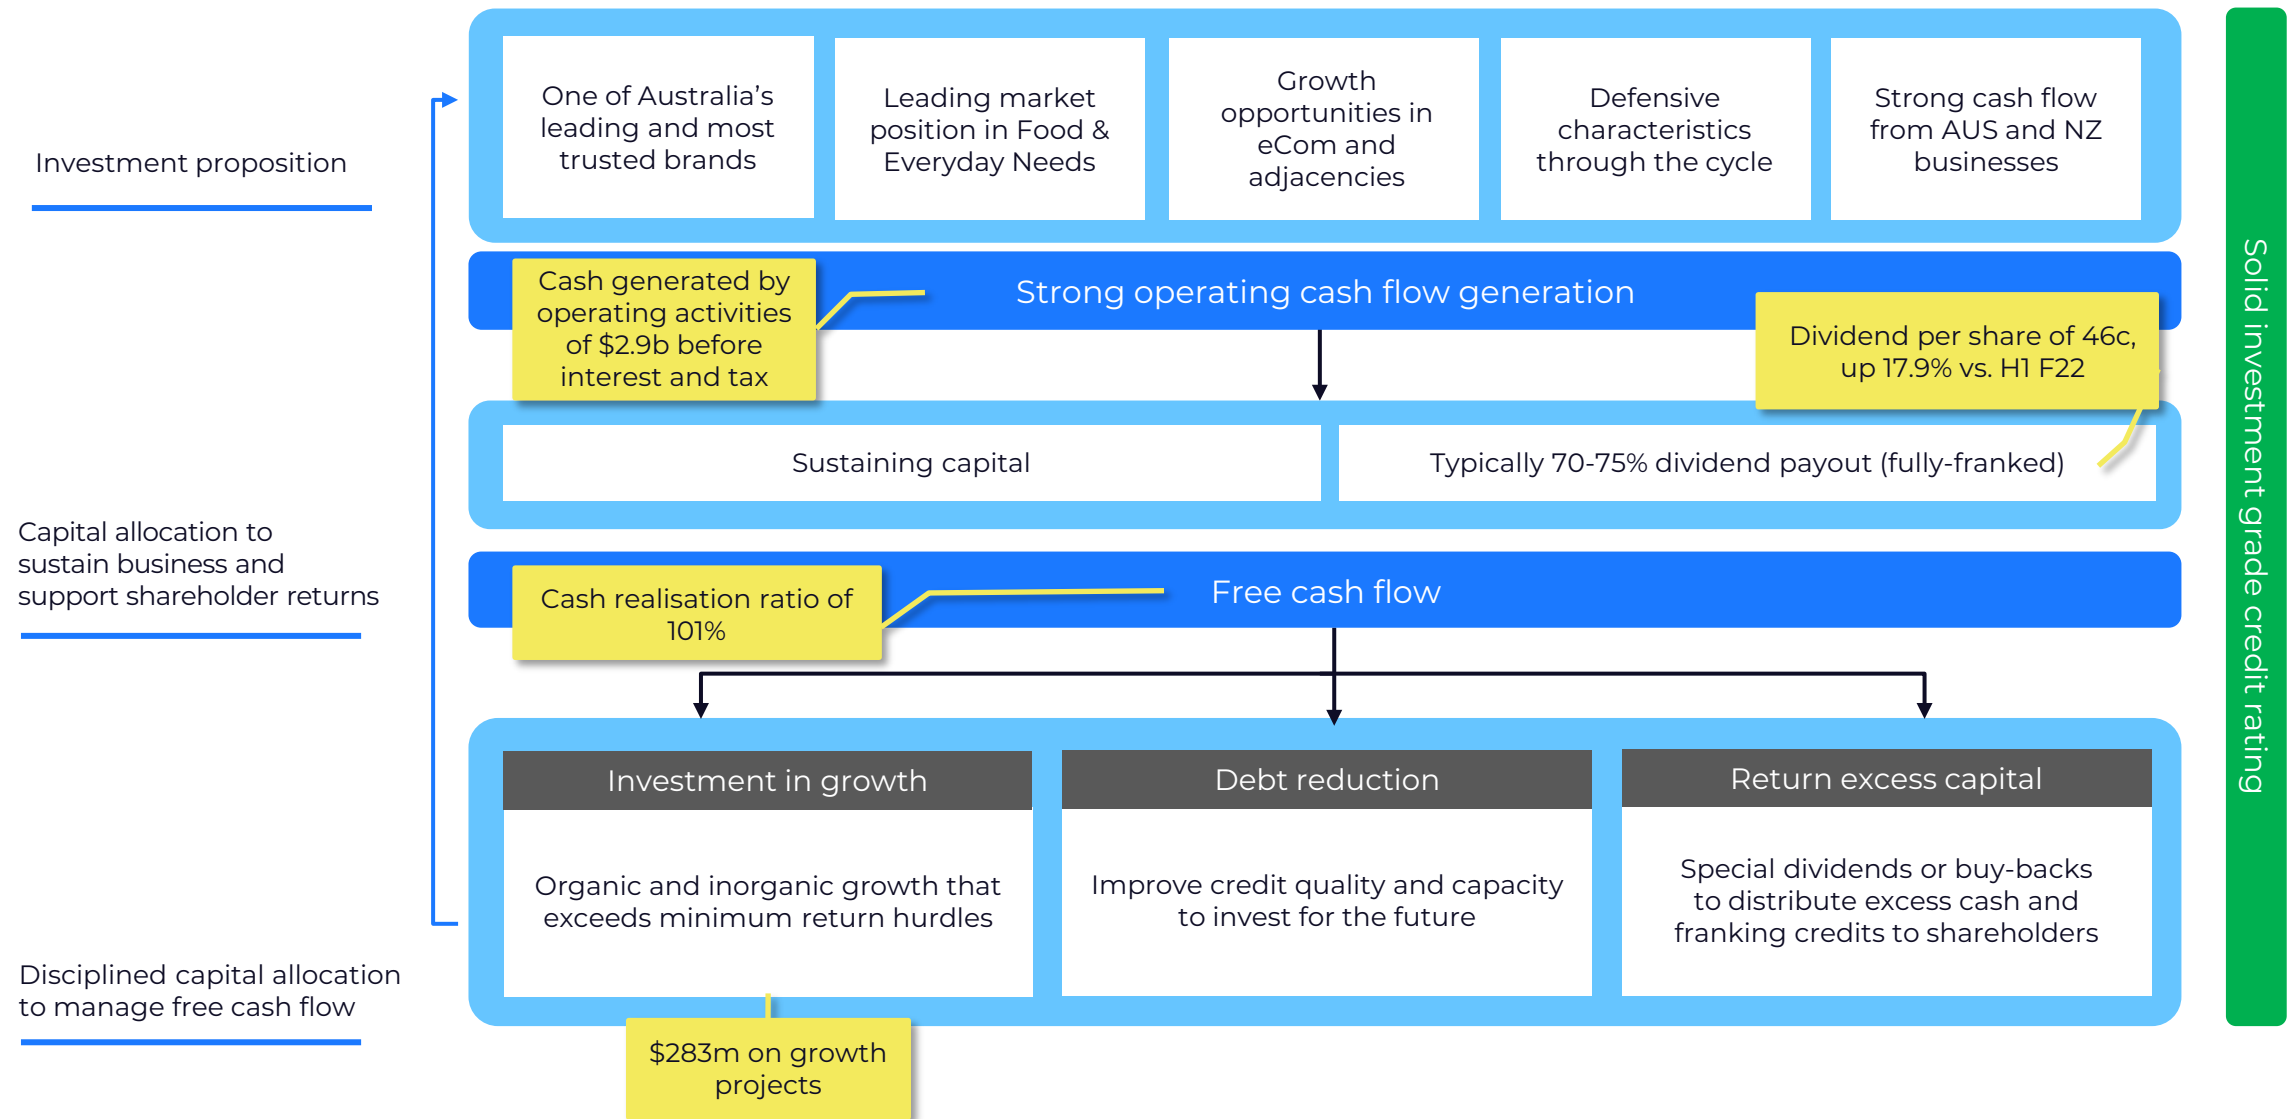 Investment proposition
One of Australia's
leading and most
trusted brands
Leading market
position in Food &
Everyday Needs
Growth
opportunities in
eCom and
adjacencies
Defensive
characteristics
through the cycle
Strong cash flow
from AUS and NZ
businesses
Strong operating cash flow generation
Cash generated by
operating activities
of $2.9b before
interest and tax
Dividend per share of 46c,
up 17.9% vs. H1 F22
Capital allocation to
sustain business and
support shareholder returns
Sustaining capital
Typically 70-75% dividend payout (fully-franked)
Free cash flow
Cash realisation ratio of
101%
Disciplined capital allocation
to manage free cash flow
Investment in growth
Organic and inorganic growth that
exceeds minimum return hurdles
Debt reduction
Improve credit quality and capacity
to invest for the future
Return excess capital
Special dividends or buy-backs
to distribute excess cash and
franking credits to shareholders
$283m on growth
projects
Solid investment grade credit rating